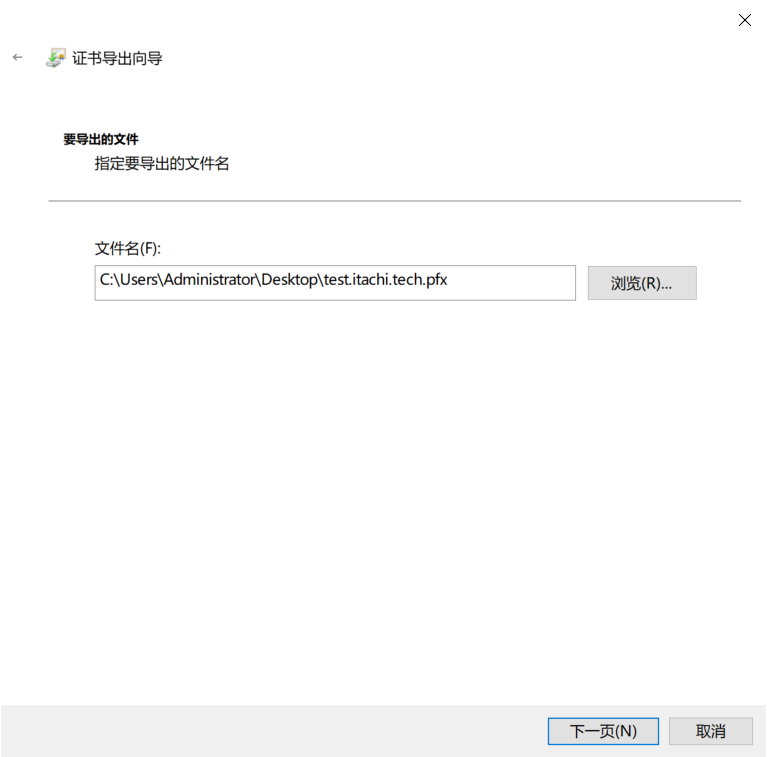 证书导出向导
要导出的文件
指定要导出的文件名
文件名(F):
C:\Users\Administrator\Desktop\test.itachi.tech.pfx
浏览(R)...
下一页(N)
取消